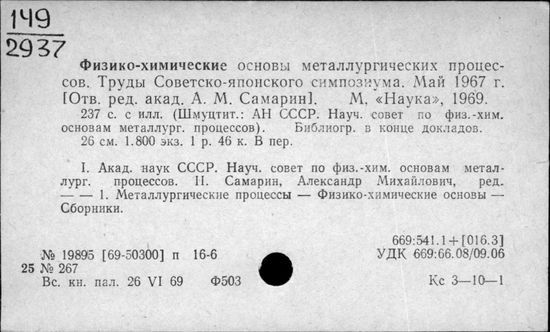 149
2937
Физико-химические основы металлургических процес-
сов. Труды Советско-японского симпозиума. Май 1967 г.
[Отв. ред. акад. А. М. Самарин]. М, «Наука», 1969.
237 с. с илл. (Шмуцтит.: АН СССР. Науч. совет по физ.-хим.
основам металлург. процессов). Библиогр. в конце докладов.
26 см. 1.800 экз. 1 р. 46 к. В пер.
I. Акад. наук СССР. Науч. совет по физ.-хим. основам метал-
лург. процессов. II. Самарин, Александр Михайлович, ред.
— — 1. Металлургические процессы — Физико-химические основы —
Сборники.
669:541.1+[016.3]
№ 19895 [69-50300] п 16-6 УДК 669:66.08/09.06
25 № 267
Вс. кн. пал. 26 VI 69 Ф503 Кс 3—10—1